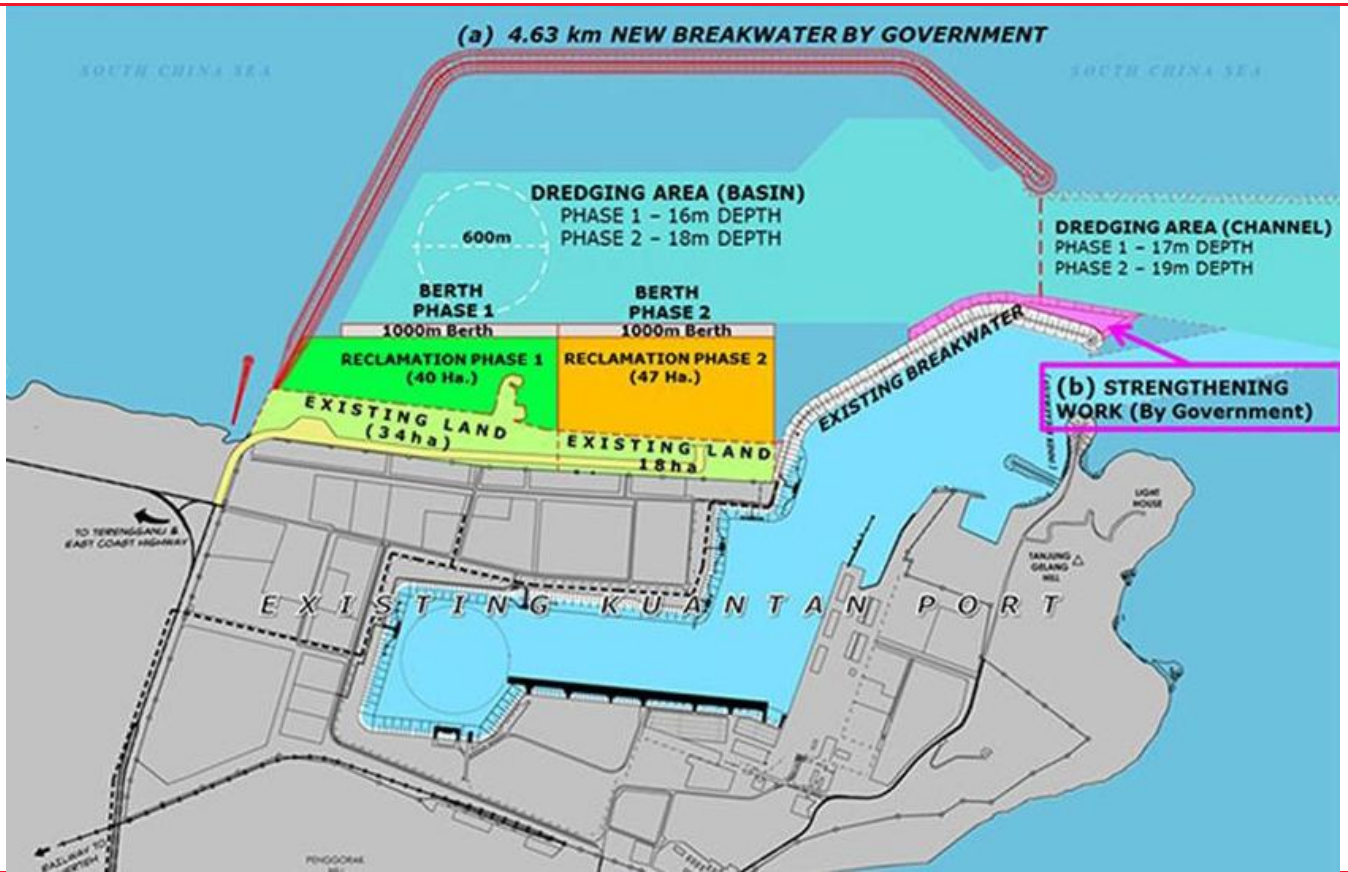 (a) 4.63 km NEW BREAKWATER BY GOVERNMENT
SOUTH CHINA SEA
SOUTH CHINA SEA
DREDGING AREA (BASIN)
PHASE 1 – 16m DEPTH
PHASE 2 – 18m DEPTH
600m
DREDGING AREA (CHANNEL)
PHASE 1 – 17m DEPTH
PHASE 2 – 19m DEPTH
BERTH
PHASE 1
1000m Berth
BERTH
PHASE 2
1000m Berth
RECLAMATION PHASE 1
(40 Ha.)
RECLAMATION PHASE 2
(47 Ha.)
EXISTING LAND
(34ha)
EXISTING LAND
18ha
EXISTING BREAKWATER
(b) STRENGTHENING
WORK (By Government)
LIGHT
HOUSE
TANJUNG
GELANG
HILL
TO TERENGGANU &
EAST COAST HIGHWAY
EXISTING KUANTAN PORT
RAILWAY TO
PENGGORAK